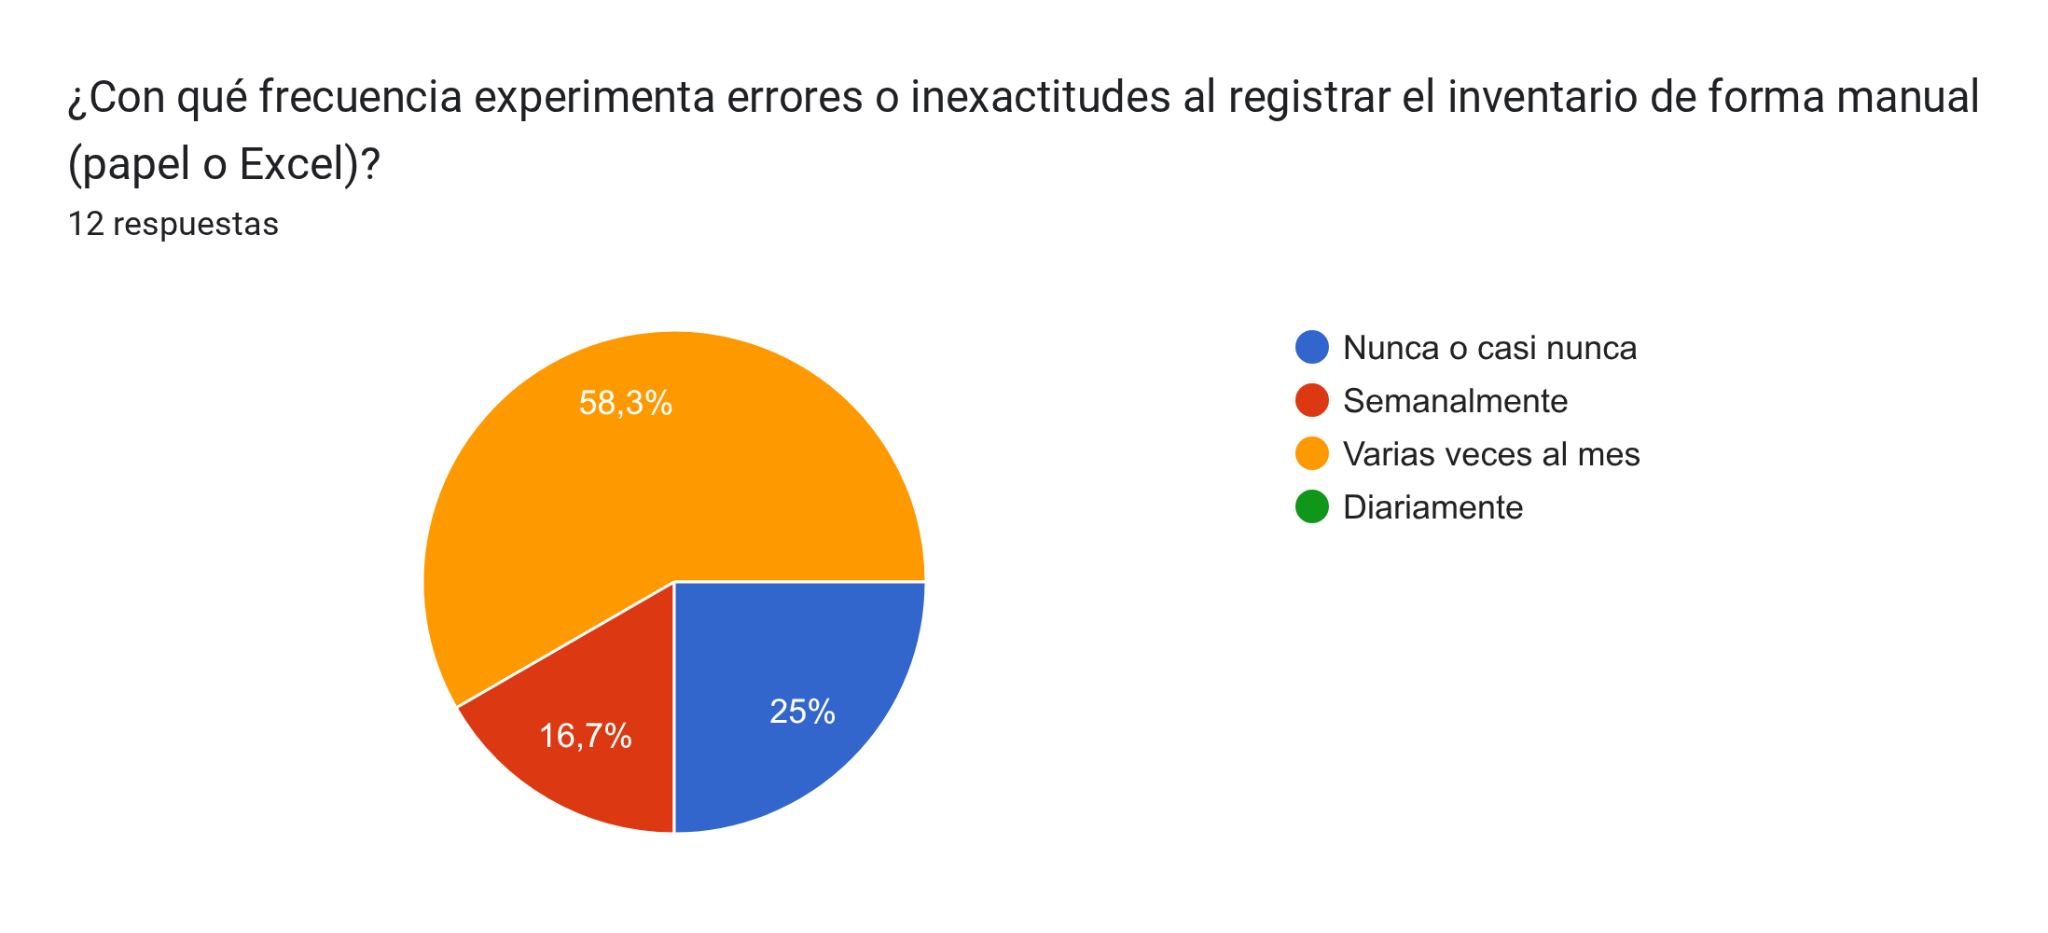 ¿Con qué frecuencia experimenta errores o inexactitudes al registrar el inventario de forma manual
(papel o Excel)?
12 respuestas
58,3%
16,7%
25%
Nunca o casi nunca
Semanalmente
Varias veces al mes
Diariamente